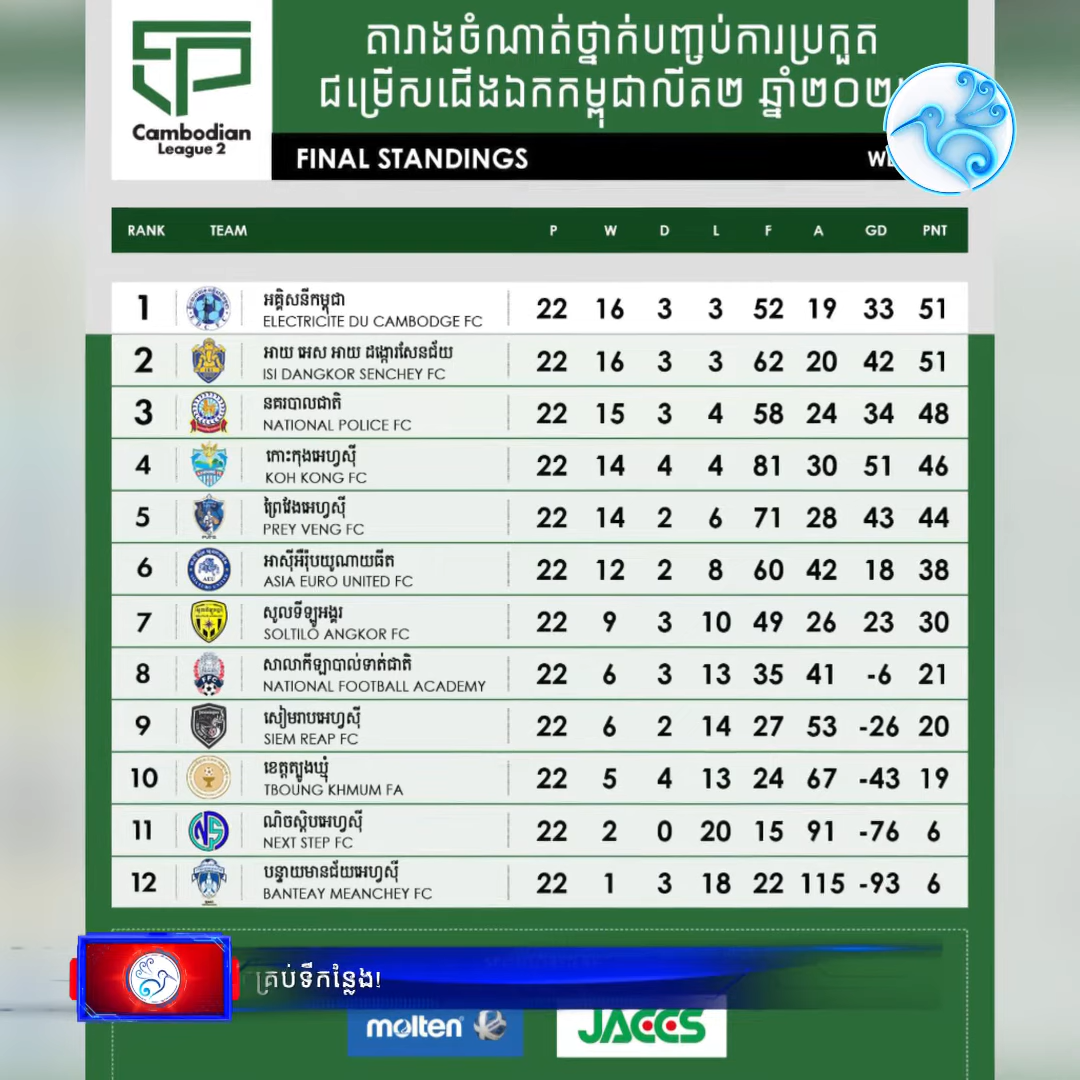 តារាងចំណាត់ថ្នាក់បញ្ចប់ការប្រកួត
ជម្រើសជើងឯកកម្ពុជាលីគ២ ឆ្នាំ២០២
Cambodian
League 2
FINAL STANDINGS
RANK TEAM P W D L F A GD PNT
1 អគ្គិសនីកម្ពុជា
ELECTRICITE DU CAMBODGE FC 22 16 3 3 52 19 33 51
2 អាយ អេស អាយ ដង្កោរសែនជ័យ
ISI DANGKOR SENCHEY FC 22 16 3 3 62 20 42 51
3 នគរបាលជាតិ
NATIONAL POLICE FC 22 15 3 4 58 24 34 48
4 កោះកុងអេហ្វស៊ី
KOH KONG FC 22 14 4 4 81 30 51 46
5 ព្រៃវែងអេហ្វស៊ី
PREY VENG FC 22 14 2 6 71 28 43 44
6 អាស៊ីអឺរ៉ុបយូណាយធីត
ASIA EURO UNITED FC 22 12 2 8 60 42 18 38
7 សូលទីឡូអង្គរ
SOLTILO ANGKOR FC 22 9 3 10 49 26 23 30
8 សាលាកីឡាបាល់ទាត់ជាតិ
NATIONAL FOOTBALL ACADEMY 22 6 3 13 35 41 -6 21
9 សៀមរាបអេហ្វស៊ី
SIEM REAP FC 22 6 2 14 27 53 -26 20
10 ខេត្តត្បូងឃ្មុំ
TBOUNG KHMUM FA 22 5 4 13 24 67 -43 19
11 ណិចស្តិបអេហ្វស៊ី
NEXT STEP FC 22 2 0 20 15 91 -76 6
12 បន្ទាយមានជ័យអេហ្វស៊ី
BANTEAY MEANCHEY FC 22 1 3 18 22 115 -93 6
គ្រប់ទីកន្លែង!
molten JACCS